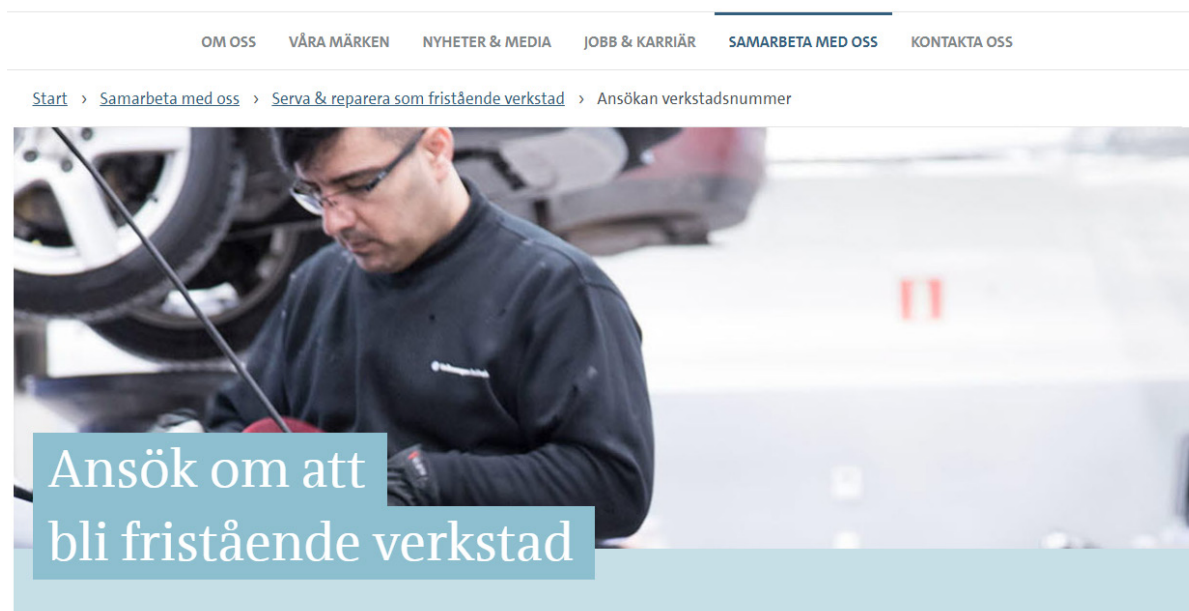 OM OSS VÅRA MÄRKEN NYHETER & MEDIA JOBB & KARRIÄR SAMARBETA MED OSS KONTAKTA OSS
Start › Samarbeta med oss › Serva & reparera som fristående verkstad › Ansökan verkstadsnummer
Ansök om att
bli fristående verkstad